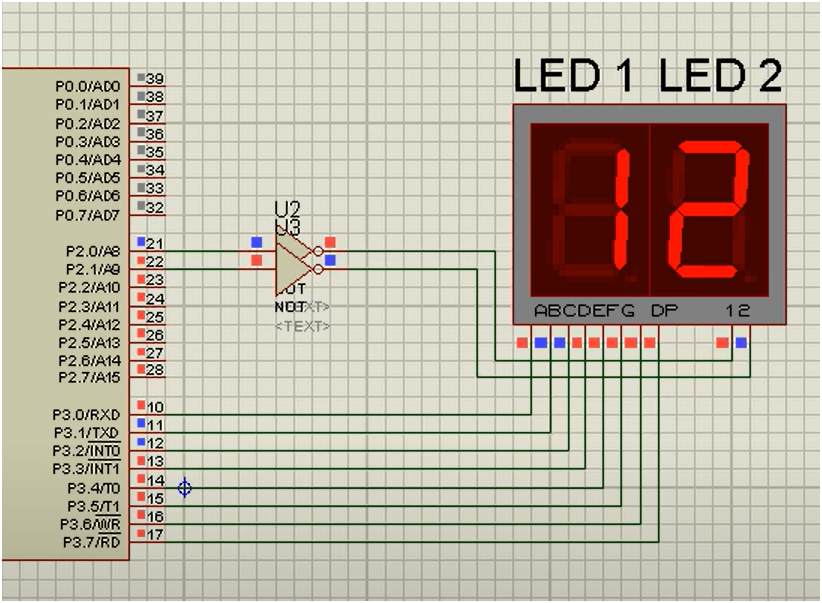 LED 1 LED 2
P0.0/AD0 39
P0.1/AD1 38
P0.2/AD2 37
P0.3/AD3 36
P0.4/AD4 35
P0.5/AD5 34
P0.6/AD6 33
P0.7/AD7 32
U2
U3
12
P2.0/A8 21
P2.1/A9 22
P2.2/A10 23
P2.3/A11 24
P2.4/A12 25
P2.5/A13 26
P2.6/A14 27
P2.7/A15 28
NOT
<TEXT>
ABCDEFG DP 12
P3.0/RXD 10
P3.1/TXD 11
P3.2/INT0 12
P3.3/INT1 13
P3.4/T0 14
P3.5/T1 15
P3.6/WR 16
P3.7/RD 17